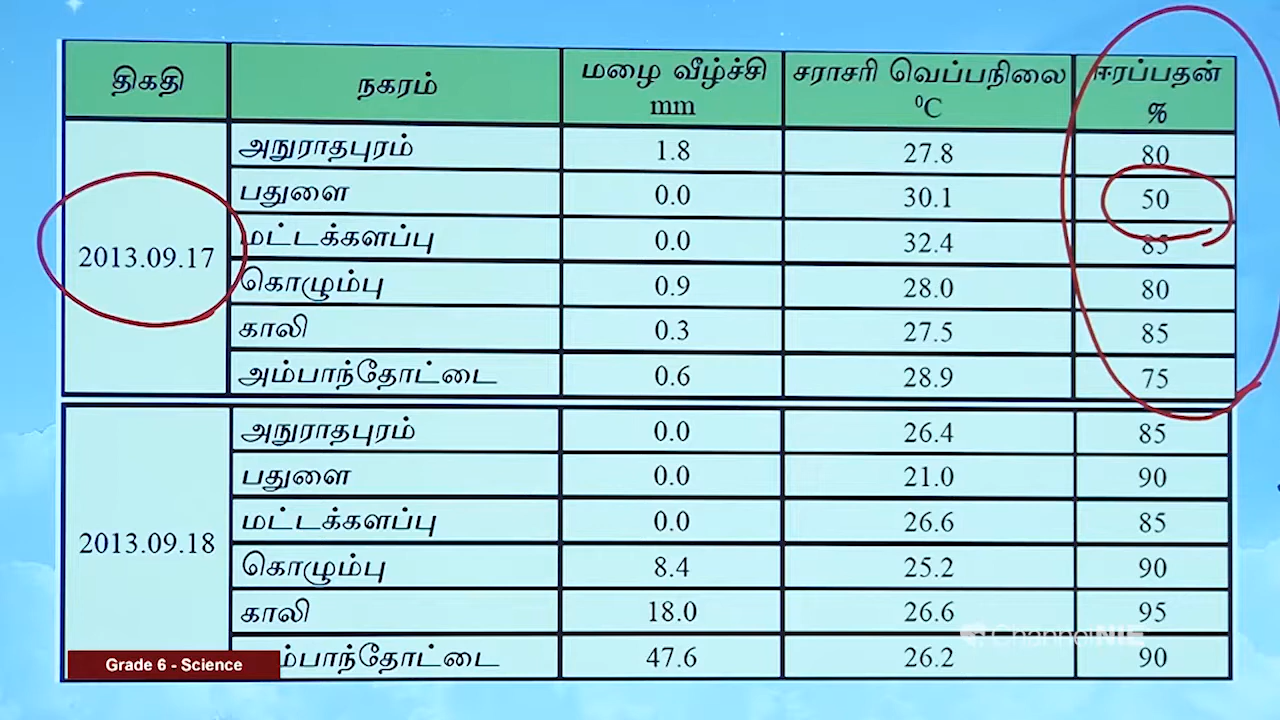 திகதி நகரம் மழை வீழ்ச்சி mm சராசரி வெப்பநிலை ⁰C ஈரப்பதன் %
2013.09.17
அநுராதபுரம் 1.8 27.8 80
பதுளை 0.0 30.1 50
மட்டக்களப்பு 0.0 32.4 85
கொழும்பு 0.9 28.0 80
காலி 0.3 27.5 85
அம்பாந்தோட்டை 0.6 28.9 75
2013.09.18
அநுராதபுரம் 0.0 26.4 85
பதுளை 0.0 21.0 90
மட்டக்களப்பு 0.0 26.6 85
கொழும்பு 8.4 25.2 90
காலி 18.0 26.6 95
ம்பாந்தோட்டை 47.6 26.2 90
Grade 6 - Science
Channel NIE